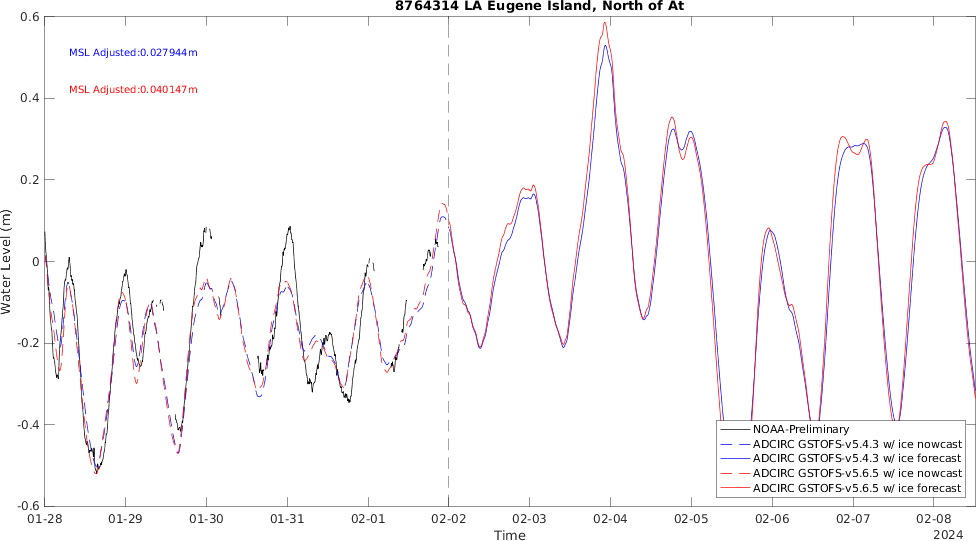 8764314 LA Eugene Island, North of At
MSL Adjusted:0.027944m
MSL Adjusted:0.040147m
Water Level (m)
0.6
0.4
0.2
0
-0.2
-0.4
-0.6
NOAA-Preliminary
ADCIRC GSTOFS-v5.4.3 w/ ice nowcast
ADCIRC GSTOFS-v5.4.3 w/ ice forecast
ADCIRC GSTOFS-v5.6.5 w/ ice nowcast
ADCIRC GSTOFS-v5.6.5 w/ ice forecast
01-28 01-29 01-30 01-31 02-01 02-02 02-03 02-04 02-05 02-06 02-07 02-08
Time
2024